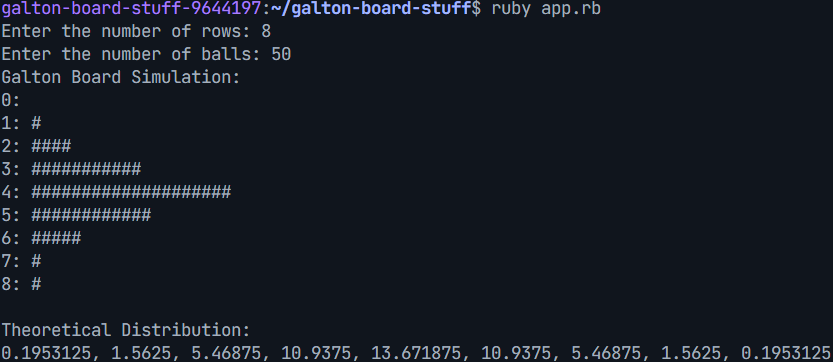 galton-board-stuff-9644197:~/galton-board-stuff$ ruby app.rb
Enter the number of rows: 8
Enter the number of balls: 50
Galton Board Simulation:
0:
1: #
2: ####
3: ###########
4: ####################
5: ############
6: #####
7: #
8: #
Theoretical Distribution:
0.1953125, 1.5625, 5.46875, 10.9375, 13.671875, 10.9375, 5.46875, 1.5625, 0.1953125